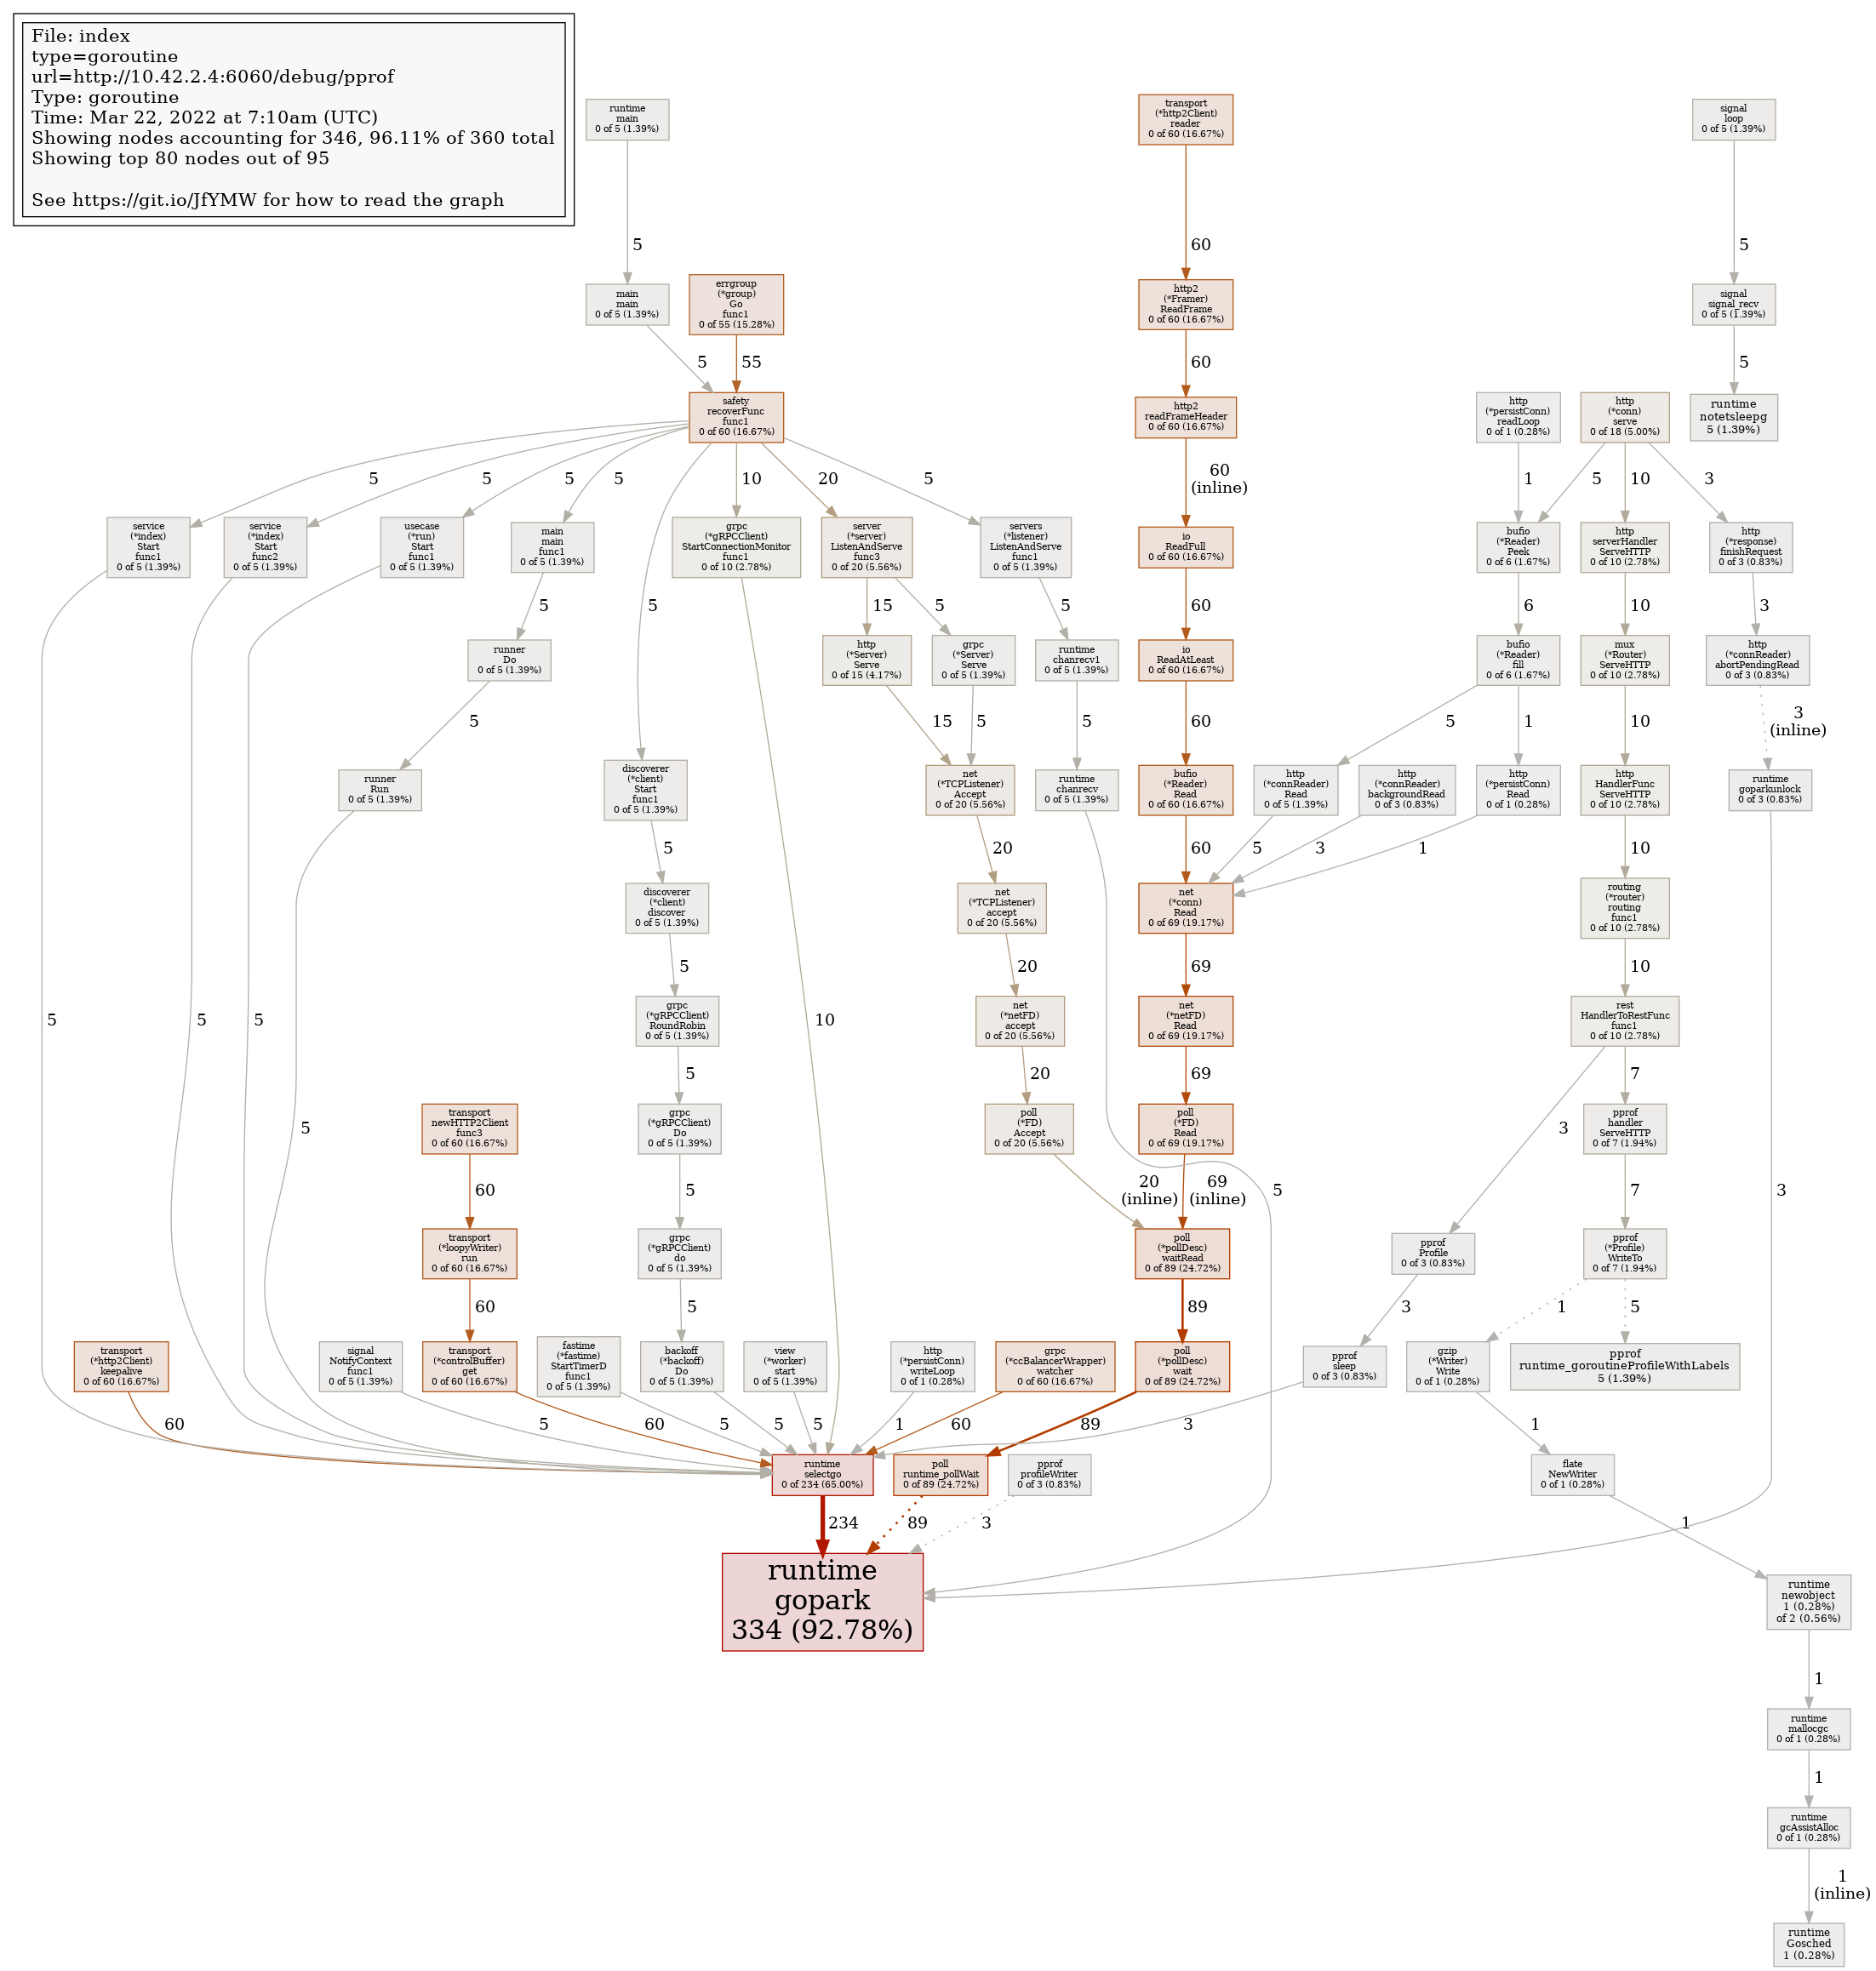 File: index
type=goroutine
url=http://10.42.2.4:6060/debug/pprof
Type: goroutine
Time: Mar 22, 2022 at 7:10am (UTC)
Showing nodes accounting for 346, 96.11% of 360 total
Showing top 80 nodes out of 95
See https://git.io/JfYMW for how to read the graph
runtime
main
0 of 5 (1.39%)
transport
(*http2Client)
reader
0 of 60 (16.67%)
signal
loop
0 of 5 (1.39%)
5
60
5
main
main
0 of 5 (1.39%)
errgroup
(*group)
Go
func1
0 of 55 (15.28%)
http2
(*Framer)
ReadFrame
0 of 60 (16.67%)
signal
signal_recv
0 of 5 (1.39%)
5
55
60
5
safety
recoverFunc
func1
0 of 60 (16.67%)
http2
readFrameHeader
0 of 60 (16.67%)
http
(*persistConn)
readLoop
0 of 1 (0.28%)
http
(*conn)
serve
0 of 18 (5.00%)
runtime
notetsleepg
5 (1.39%)
5
5
5
5
5
10
20
5
60
(inline)
1
5
10
3
service
(*index)
Start
func1
0 of 5 (1.39%)
service
(*index)
Start
func2
0 of 5 (1.39%)
usecase
(*run)
Start
func1
0 of 5 (1.39%)
main
main
func1
0 of 5 (1.39%)
grpc
(*gRPCClient)
StartConnectionMonitor
func1
0 of 10 (2.78%)
server
(*server)
ListenAndServe
func3
0 of 20 (5.56%)
servers
(*listener)
ListenAndServe
func1
0 of 5 (1.39%)
io
ReadFull
0 of 60 (16.67%)
bufio
(*Reader)
Peek
0 of 6 (1.67%)
http
serverHandler
ServeHTTP
0 of 10 (2.78%)
http
(*response)
finishRequest
0 of 3 (0.83%)
5
5
5
5
15
5
5
60
6
10
3
10
runner
Do
0 of 5 (1.39%)
http
(*Server)
Serve
0 of 15 (4.17%)
grpc
(*Server)
Serve
0 of 5 (1.39%)
runtime
chanrecv1
0 of 5 (1.39%)
io
ReadAtLeast
0 of 60 (16.67%)
bufio
(*Reader)
fill
0 of 6 (1.67%)
mux
(*Router)
ServeHTTP
0 of 10 (2.78%)
http
(*connReader)
abortPendingRead
0 of 3 (0.83%)
5
15
5
5
60
5
1
10
3
(inline)
runner
Run
0 of 5 (1.39%)
discoverer
(*client)
Start
func1
0 of 5 (1.39%)
net
(*TCPListener)
Accept
0 of 20 (5.56%)
runtime
chanrecv
0 of 5 (1.39%)
bufio
(*Reader)
Read
0 of 60 (16.67%)
http
(*connReader)
Read
0 of 5 (1.39%)
http
(*connReader)
backgroundRead
0 of 3 (0.83%)
http
(*persistConn)
Read
0 of 1 (0.28%)
http
HandlerFunc
ServeHTTP
0 of 10 (2.78%)
runtime
goparkunlock
0 of 3 (0.83%)
5
5
20
5
60
5
3
1
10
3
discoverer
(*client)
discover
0 of 5 (1.39%)
net
(*TCPListener)
accept
0 of 20 (5.56%)
net
(*conn)
Read
0 of 69 (19.17%)
routing
(*router)
routing
func1
0 of 10 (2.78%)
5
20
69
10
grpc
(*gRPCClient)
RoundRobin
0 of 5 (1.39%)
net
(*netFD)
accept
0 of 20 (5.56%)
net
(*netFD)
Read
0 of 69 (19.17%)
rest
HandlerToRestFunc
func1
0 of 10 (2.78%)
5
20
69
3
7
transport
newHTTP2Client
func3
0 of 60 (16.67%)
grpc
(*gRPCClient)
Do
0 of 5 (1.39%)
poll
(*FD)
Accept
0 of 20 (5.56%)
poll
(*FD)
Read
0 of 69 (19.17%)
pprof
handler
ServeHTTP
0 of 7 (1.94%)
60
5
20
(inline)
69
(inline)
7
transport
(*loopyWriter)
run
0 of 60 (16.67%)
grpc
(*gRPCClient)
do
0 of 5 (1.39%)
poll
(*pollDesc)
waitRead
0 of 89 (24.72%)
pprof
Profile
0 of 3 (0.83%)
pprof
(*Profile)
WriteTo
0 of 7 (1.94%)
60
5
89
3
1
5
transport
(*http2Client)
keepalive
0 of 60 (16.67%)
signal
NotifyContext
func1
0 of 5 (1.39%)
transport
(*controlBuffer)
get
0 of 60 (16.67%)
fastime
(*fastime)
StartTimerD
func1
0 of 5 (1.39%)
backoff
(*backoff)
Do
0 of 5 (1.39%)
view
(*worker)
start
0 of 5 (1.39%)
http
(*persistConn)
writeLoop
0 of 1 (0.28%)
grpc
(*ccBalancerWrapper)
watcher
0 of 60 (16.67%)
poll
(*pollDesc)
wait
0 of 89 (24.72%)
pprof
sleep
0 of 3 (0.83%)
gzip
(*Writer)
Write
0 of 1 (0.28%)
pprof
runtime_goroutineProfileWithLabels
5 (1.39%)
60
5
60
5
5
5
1
60
89
3
1
runtime
selectgo
0 of 234 (65.00%)
poll
runtime_pollWait
0 of 89 (24.72%)
pprof
profileWriter
0 of 3 (0.83%)
flate
NewWriter
0 of 1 (0.28%)
234
89
3
1
runtime
gopark
334 (92.78%)
runtime
newobject
1 (0.28%)
of 2 (0.56%)
1
runtime
mallocgc
0 of 1 (0.28%)
1
runtime
gcAssistAlloc
0 of 1 (0.28%)
1
(inline)
runtime
Gosched
1 (0.28%)